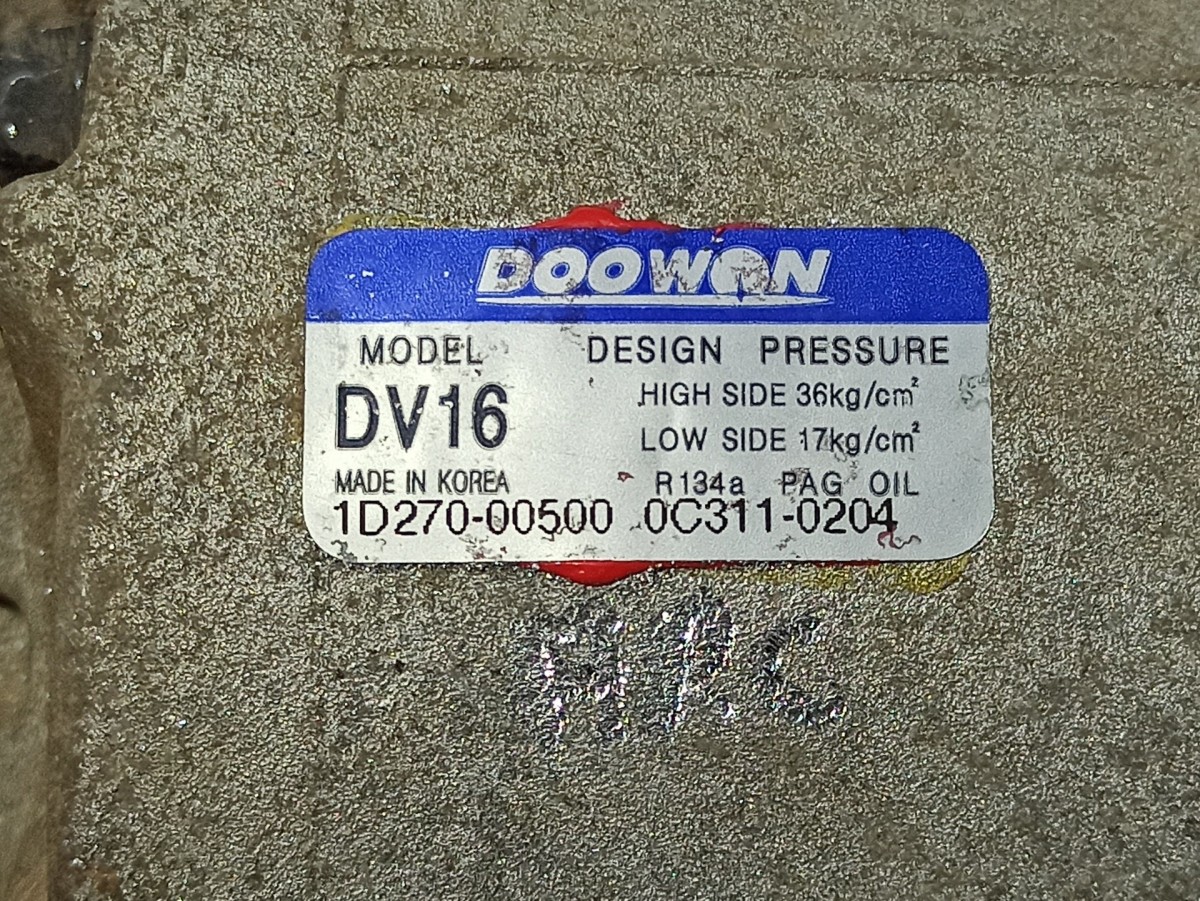 DOOWON
MODEL DESIGN PRESSURE
DV16 HIGH SIDE 36kg/cm²
LOW SIDE 17kg/cm²
MADE IN KOREA R134a PAG OIL
1D270-00500 0C311-0204